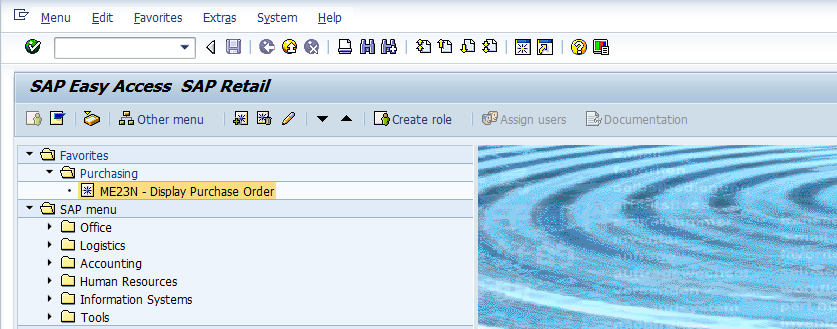 Menu Edit Favorites Extras System Help
SAP Easy Access SAP Retail
Other menu Create role Assign users Documentation
Favorites
Purchasing
ME23N - Display Purchase Order
SAP menu
Office
Logistics
Accounting
Human Resources
Information Systems
Tools